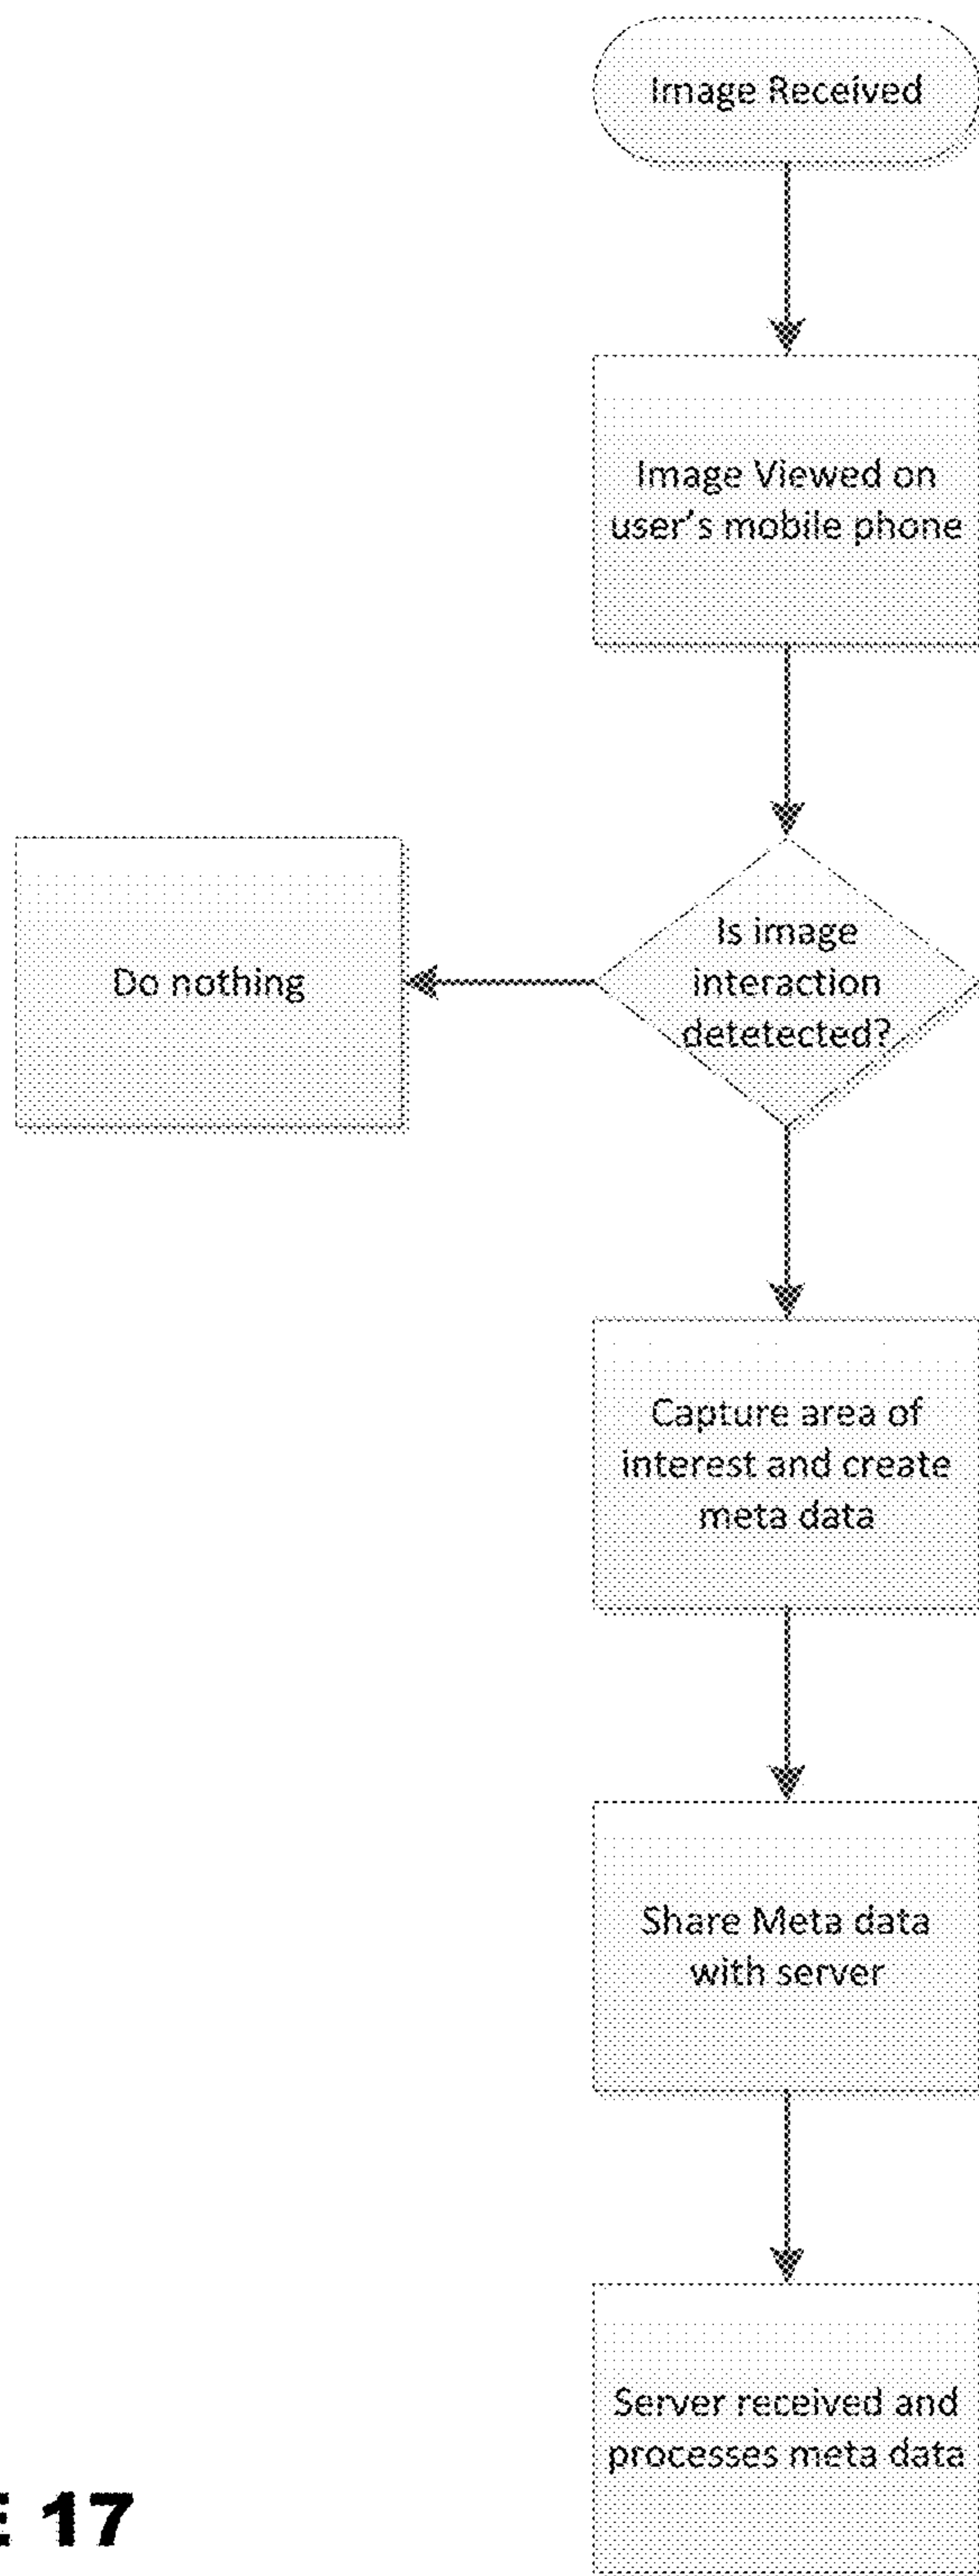 Image Received
Image Viewed on
user's mobile phone
Is image
interaction
detetected?
Do nothing
Capture area of
interest and create
meta data
Share Meta data
with server
Server received and
processes meta data
E 17